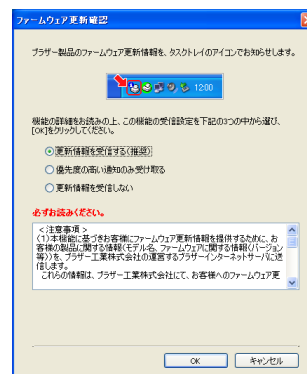 ファームウェア更新確認
ブラザー製品のファームウェア更新情報を、タスクトレイのアイコンでお知らせします。
12:00
機能の詳細をお読みの上、この機能の受信設定を下記の3つの中から選び、
[OK]をクリックしてください。
更新情報を受信する(推奨)
優先度の高い通知のみ受け取る
更新情報を受信しない
必ずお読みください。
<注意事項>
(1)本機能に基づきお客様にファームウェア更新情報を提供するために、お
客様の製品に関する情報(モデル名、ファームウェアに関する情報(バージョン
等))を、ブラザー工業株式会社の運営するブラザーインターネットサーバに送
信します。
これらの情報は、ブラザー工業株式会社にて、お客様へのファームウェア更
OK
キャンセル